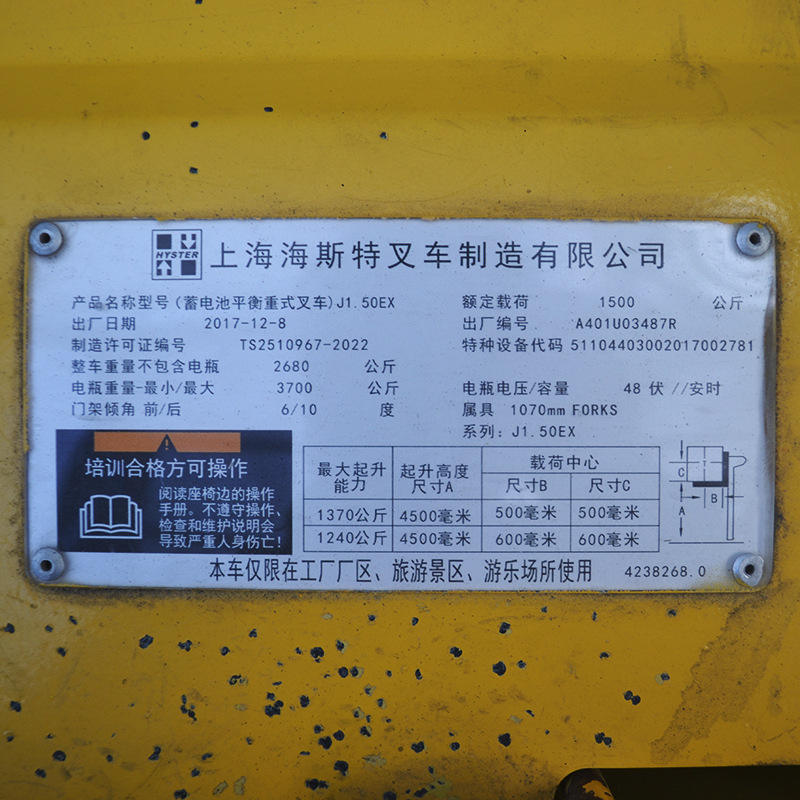 HYSTER 上海海斯特叉车制造有限公司
产品名称型号(蓄电池平衡重式叉车)J1.50EX 额定载荷 1500 公斤
出厂日期 2017-12-8 出厂编号 A401U03487R
制造许可证编号 TS2510967-2022 特种设备代码 51104403002017002781
整车重量不包含电瓶 2680 公斤
电瓶重量-最小/最大 3700 公斤 电瓶电压/容量 48 伏 //安时
门架倾角 前/后 6/10 度 属具 1070mm FORKS
系列: J1.50EX
培训合格方可操作
阅读座椅边的操作
手册。不遵守操作、
检查和维护说明会
导致严重人身伤亡!
最大起升能力 起升高度尺寸A 载荷中心
尺寸B 尺寸C
1370公斤 4500毫米 500毫米 500毫米
1240公斤 4500毫米 600毫米 600毫米
C
B
A
本车仅限在工厂厂区、旅游景区、游乐场所使用 4238268.0